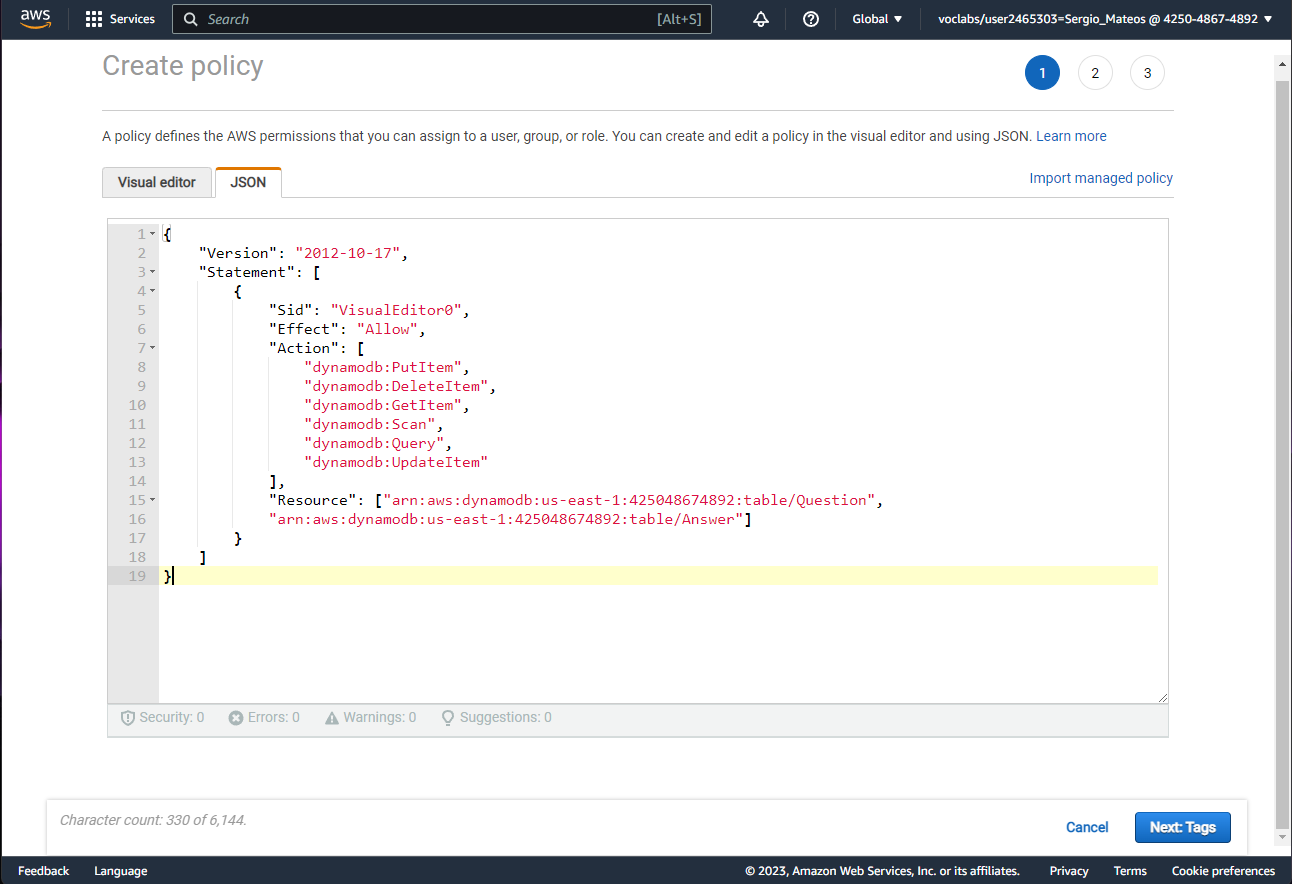 aws
Services
Search
[Alt+S]
Global
voclabs/user2465303=Sergio_Mateos @ 4250-4867-4892
Create policy
1
2
3
A policy defines the AWS permissions that you can assign to a user, group, or role. You can create and edit a policy in the visual editor and using JSON. Learn more
Visual editor
JSON
Import managed policy
1 {
2     "Version": "2012-10-17",
3     "Statement": [
4         {
5             "Sid": "VisualEditor0",
6             "Effect": "Allow",
7             "Action": [
8                 "dynamodb:PutItem",
9                 "dynamodb:DeleteItem",
10                 "dynamodb:GetItem",
11                 "dynamodb:Scan",
12                 "dynamodb:Query",
13                 "dynamodb:UpdateItem"
14             ],
15             "Resource": ["arn:aws:dynamodb:us-east-1:425048674892:table/Question",
16             "arn:aws:dynamodb:us-east-1:425048674892:table/Answer"]
17         }
18     ]
19 }
Security: 0
Errors: 0
Warnings: 0
Suggestions: 0
Character count: 330 of 6,144.
Cancel
Next: Tags
Feedback
Language
© 2023, Amazon Web Services, Inc. or its affiliates.
Privacy
Terms
Cookie preferences